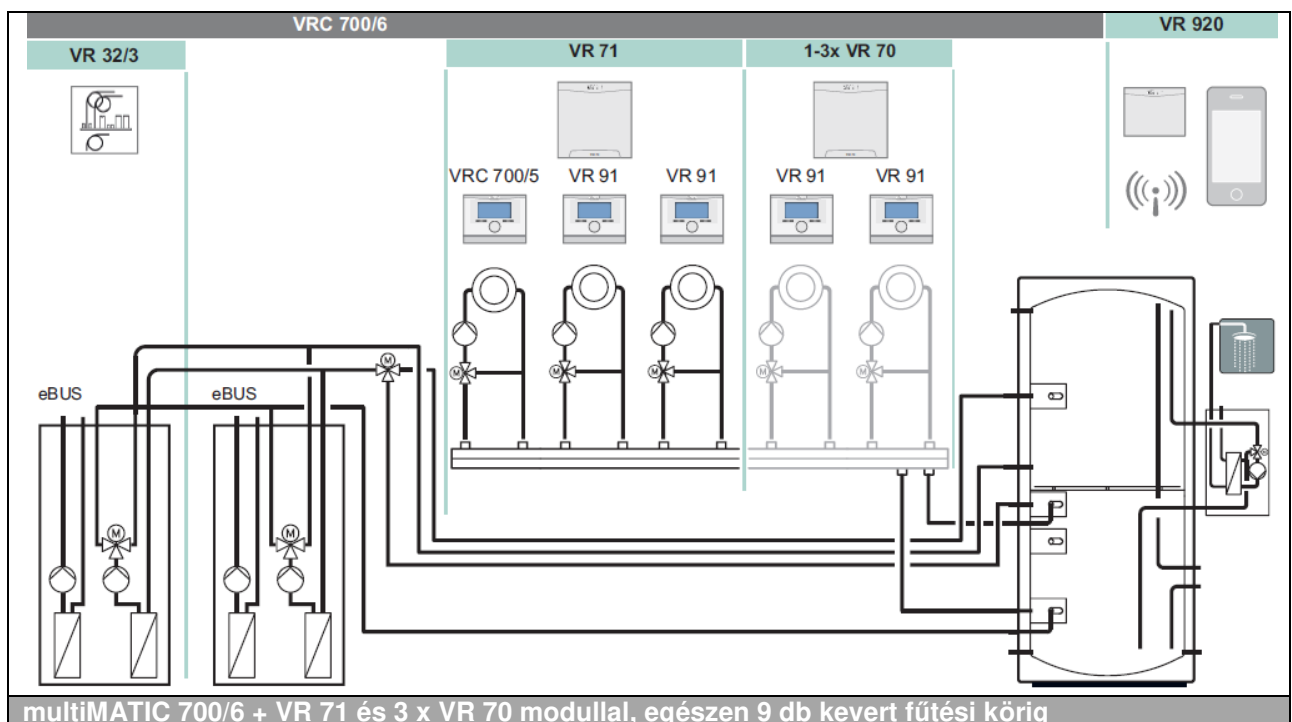 VRC 700/6
VR 920
VR 32/3
VR 71
1-3x VR 70
VRC 700/5
VR 91
VR 91
VR 91
VR 91
M
M
M
M
M
M
eBUS
eBUS
M
M
multiMATIC 700/6 + VR 71 és 3 x VR 70 modullal, egészen 9 db kevert fűtési körig